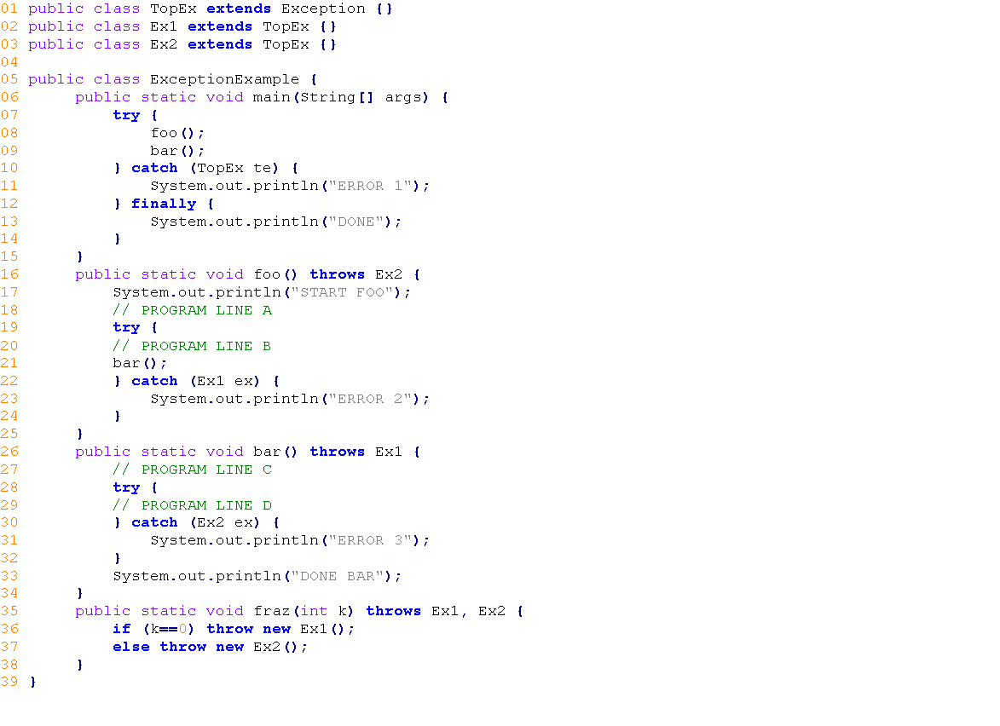 01 public class TopEx extends Exception {}
02 public class Ex1 extends TopEx {}
03 public class Ex2 extends TopEx {}
04
05 public class ExceptionExample {
06      public static void main(String[] args) {
07          try {
08              foo();
09              bar();
10          } catch (TopEx te) {
11              System.out.println("ERROR 1");
12          } finally {
13              System.out.println("DONE");
14          }
15      }
16      public static void foo() throws Ex2 {
17          System.out.println("START FOO");
18          // PROGRAM LINE A
19          try {
20          // PROGRAM LINE B
21          bar();
22          } catch (Ex1 ex) {
23              System.out.println("ERROR 2");
24          }
25      }
26      public static void bar() throws Ex1 {
27          // PROGRAM LINE C
28          try {
29          // PROGRAM LINE D
30          } catch (Ex2 ex) {
31              System.out.println("ERROR 3");
32          }
33          System.out.println("DONE BAR");
34      }
35      public static void fraz(int k) throws Ex1, Ex2 {
36          if (k==0) throw new Ex1();
37          else throw new Ex2();
38      }
39 }